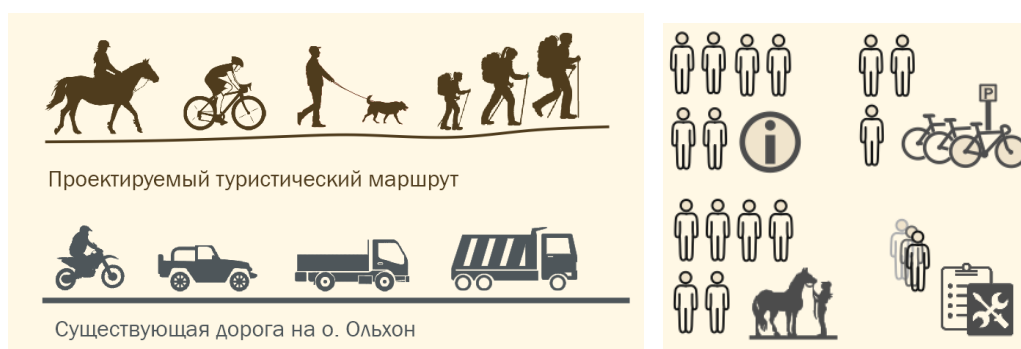 Проектируемый туристический маршрут
Существующая дорога на о. Ольхон
P
i